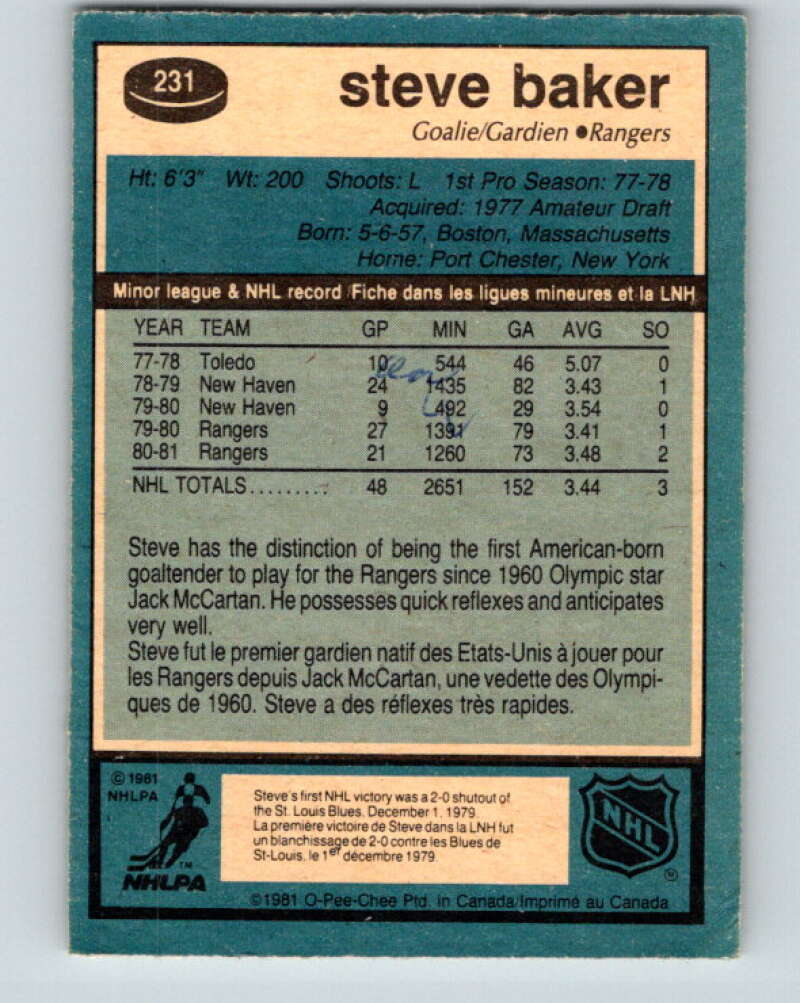 231
steve baker
Goalie/Gardien ●Rangers
Ht: 6'3" Wt: 200 Shoots: L 1st Pro Season: 77-78
Acquired: 1977 Amateur Draft
Born: 5-6-57, Boston, Massachusetts
Home: Port Chester, New York
Minor league & NHL record/Fiche dans les ligues mineures et la LNH
YEAR TEAM GP MIN GA AVG SO
77-78 Toledo 10 544 46 5.07 0
78-79 New Haven 24 1435 82 3.43 1
79-80 New Haven 9 492 29 3.54 0
79-80 Rangers 27 1391 79 3.41 1
80-81 Rangers 21 1260 73 3.48 2
NHL TOTALS......... 48 2651 152 3.44 3
Steve has the distinction of being the first American-born
goaltender to play for the Rangers since 1960 Olympic star
Jack McCartan. He possesses quick reflexes and anticipates
very well.
Steve fut le premier gardien natif des Etats-Unis à jouer pour
les Rangers depuis Jack McCartan, une vedette des Olympi-
ques de 1960. Steve a des réflexes très rapides.
© 1981
NHLPA
TM
NHLPA
Steve's first NHL victory was a 2-0 shutout of
the St. Louis Blues, December 1, 1979.
La première victoire de Steve dans la LNH fut
un blanchissage de 2-0 contre les Blues de
St-Louis, le 1er décembre 1979.
NHL
®
©1981 O-Pee-Chee Ptd. in Canada/Imprimé au Canada